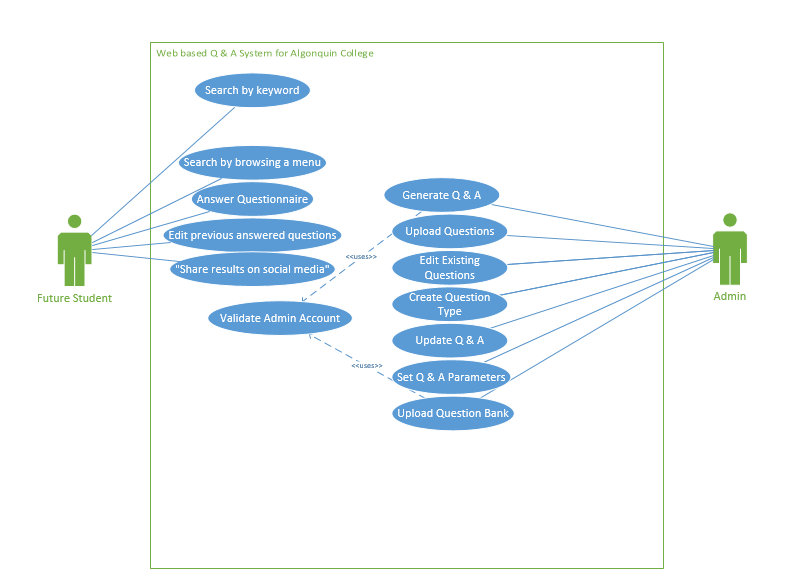 Web based Q & A System for Algonquin College
Search by keyword
Search by browsing a menu
Answer Questionnaire
Edit previous answered questions
"Share results on social media"
Validate Admin Account
Future Student
<<uses>>
<<uses>>
Generate Q & A
Upload Questions
Edit Existing
Questions
Create Question
Type
Update Q & A
Set Q & A Parameters
Upload Question Bank
Admin